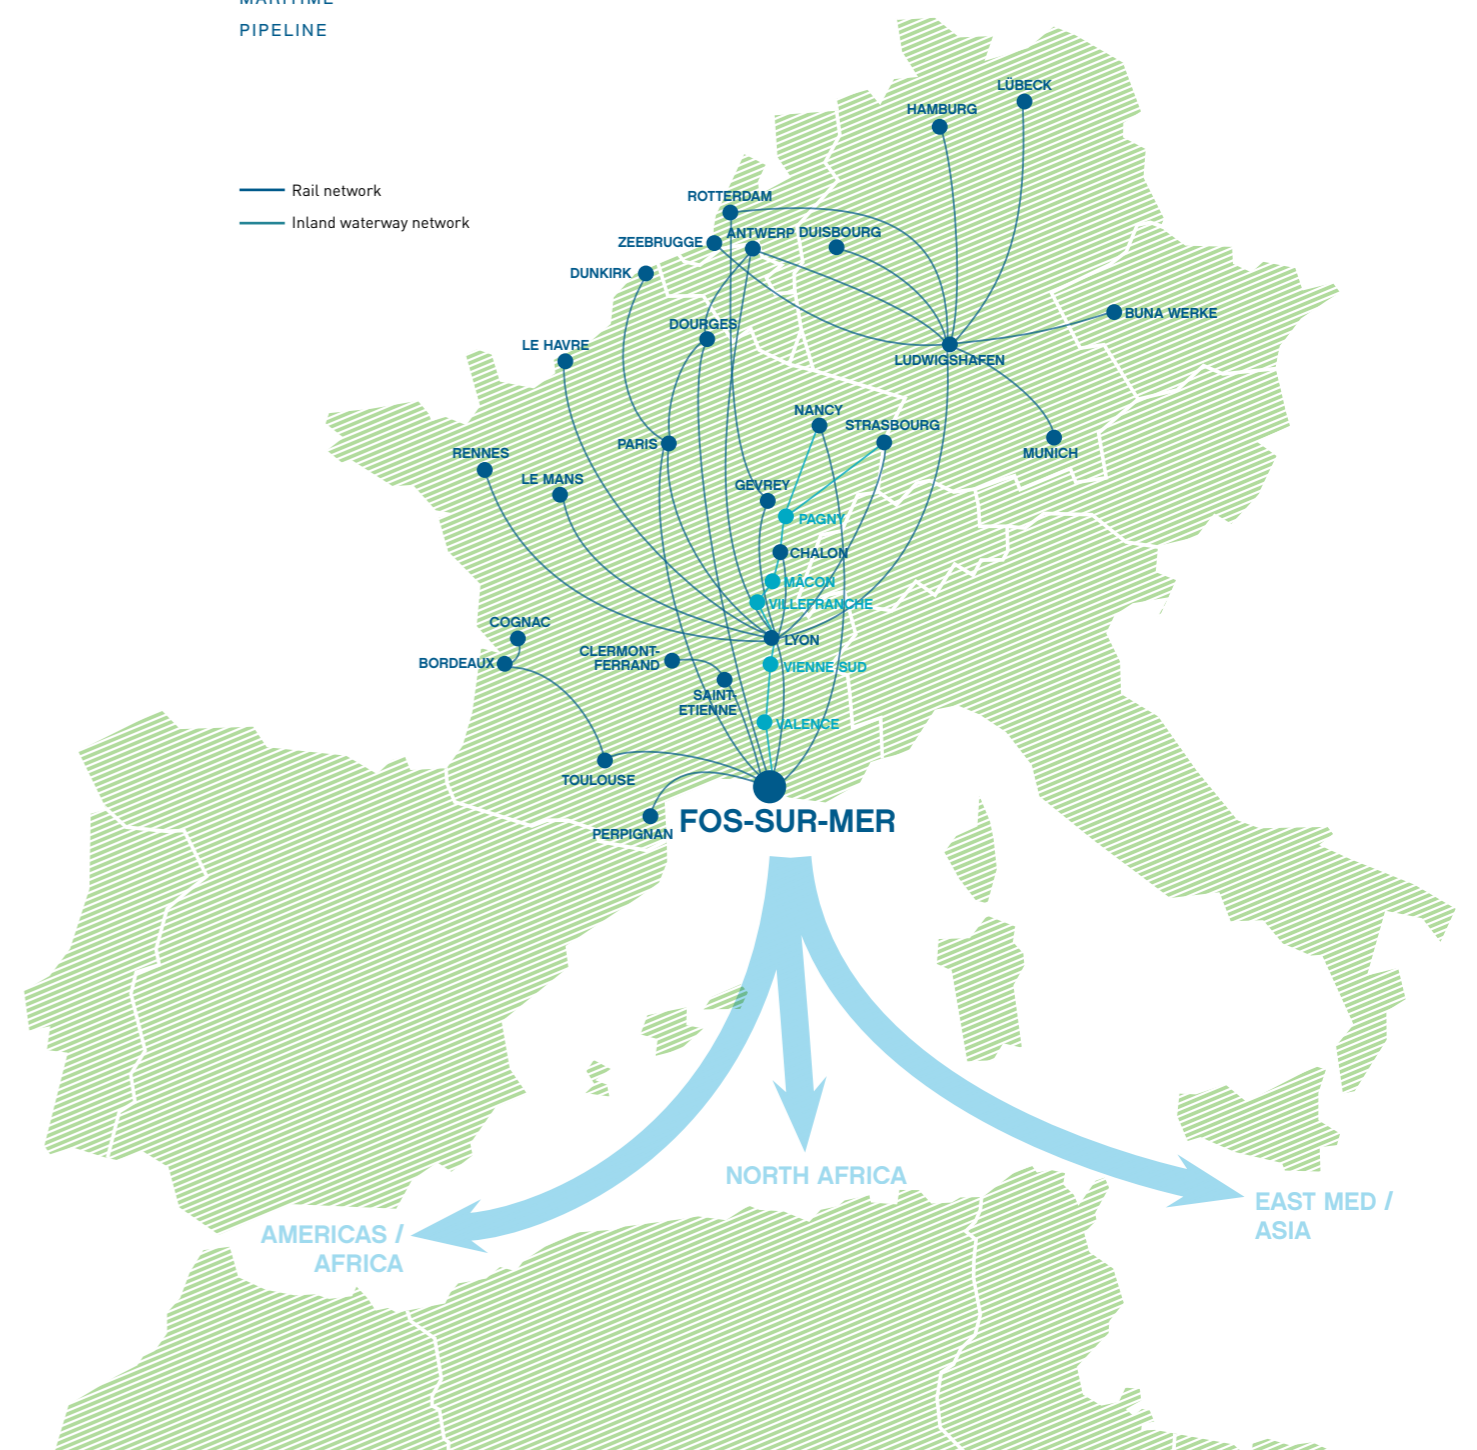 MARITIME
PIPELINE
Rail network
Inland waterway network
LÜBECK
HAMBURG
ROTTERDAM
ZEEBRUGGE
ANTWERP
DUISBOURG
DUNKIRK
BUNA WERKE
DOURGES
LE HAVRE
LUDWIGSHAFEN
NANCY
STRASBOURG
PARIS
MUNICH
RENNES
LE MANS
GEVREY
PAGNY
CHALON
MÂCON
VILLEFRANCHE
COGNAC
LYON
CLERMONT-
FERRAND
BORDEAUX
VIENNE SUD
SAINT-
ETIENNE
VALENCE
TOULOUSE
PERPIGNAN
FOS-SUR-MER
NORTH AFRICA
EAST MED /
ASIA
AMERICAS /
AFRICA